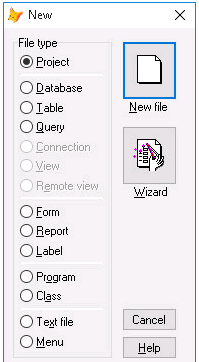 New
File type
Project
Database
Table
Query
Connection
View
Remote view
Form
Report
Label
Program
Class
Text file
Menu
New file
Wizard
Cancel
Help